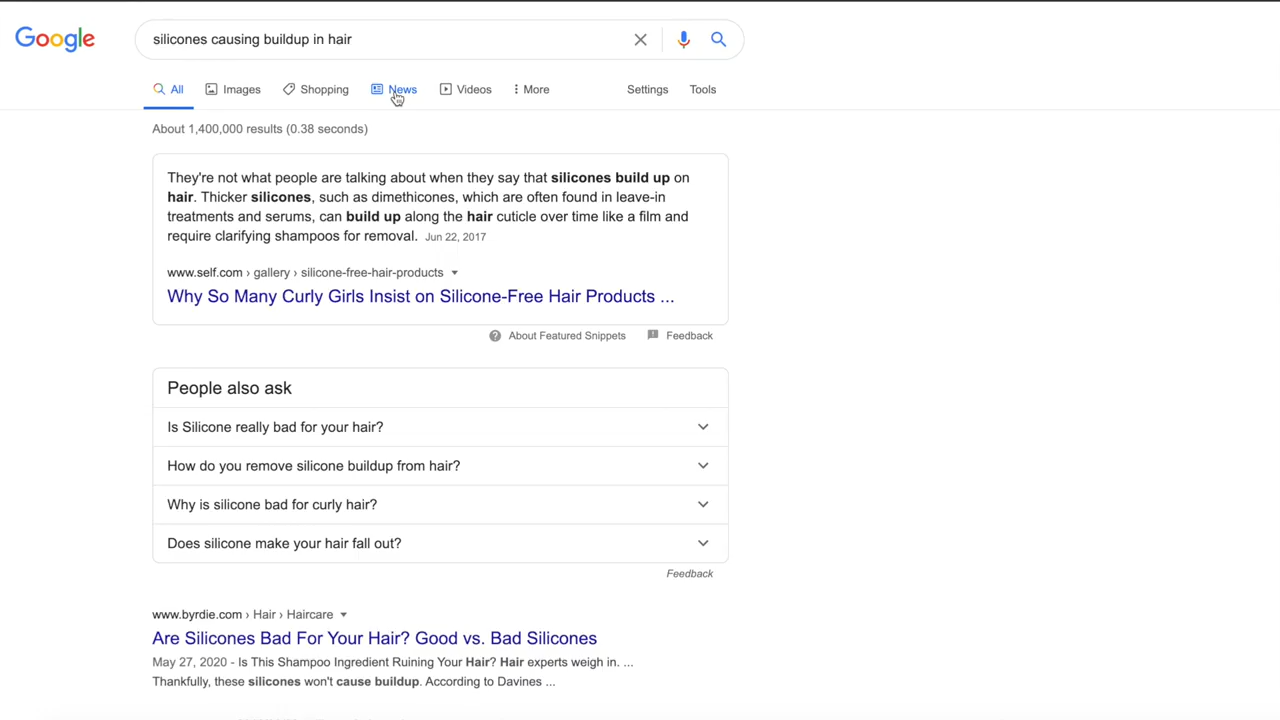 Google
silicones causing buildup in hair
All Images Shopping News Videos More Settings Tools
About 1,400,000 results (0.38 seconds)
They're not what people are talking about when they say that silicones build up on
hair. Thicker silicones, such as dimethicones, which are often found in leave-in
treatments and serums, can build up along the hair cuticle over time like a film and
require clarifying shampoos for removal. Jun 22, 2017
www.self.com › gallery › silicone-free-hair-products
Why So Many Curly Girls Insist on Silicone-Free Hair Products ...
About Featured Snippets Feedback
People also ask
Is Silicone really bad for your hair?
How do you remove silicone buildup from hair?
Why is silicone bad for curly hair?
Does silicone make your hair fall out?
Feedback
www.byrdie.com › Hair › Haircare
Are Silicones Bad For Your Hair? Good vs. Bad Silicones
May 27, 2020 - Is This Shampoo Ingredient Ruining Your Hair? Hair experts weigh in. ...
Thankfully, these silicones won't cause buildup. According to Davines ...